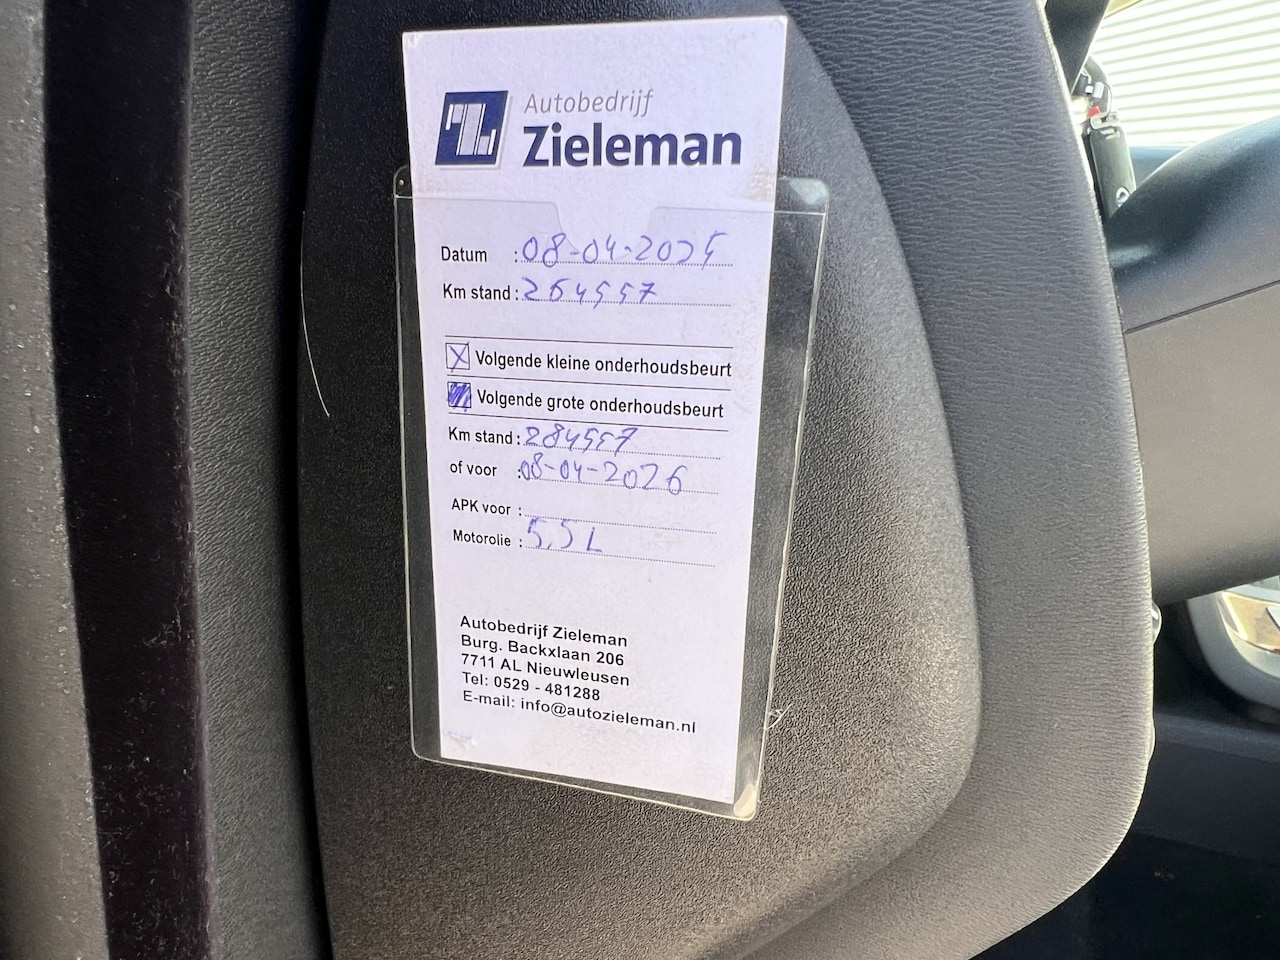 Autobedrijf
Zieleman
Datum : 08-04-2025
Km stand : 264557
Volgende kleine onderhoudsbeurt
Volgende grote onderhoudsbeurt
Km stand : 284557
of voor : 08-04-2026
APK voor :
Motorolie : 5,5 L
Autobedrijf Zieleman
Burg. Backxlaan 206
7711 AL Nieuwleusen
Tel: 0529 - 481288
E-mail: info@autozieleman.nl